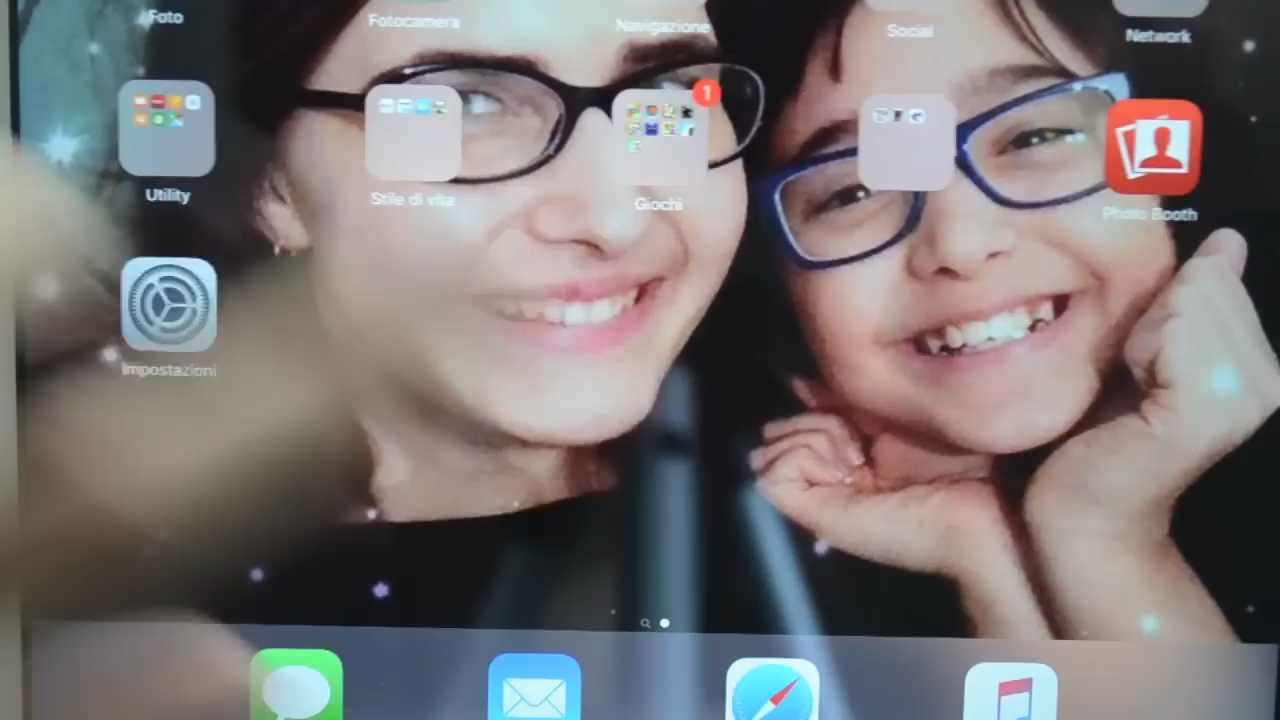 Foto
Fotocamera
Navigazione
Social
Network
1
Utility
Stile di vita
Giochi
Photo Booth
Impostazioni